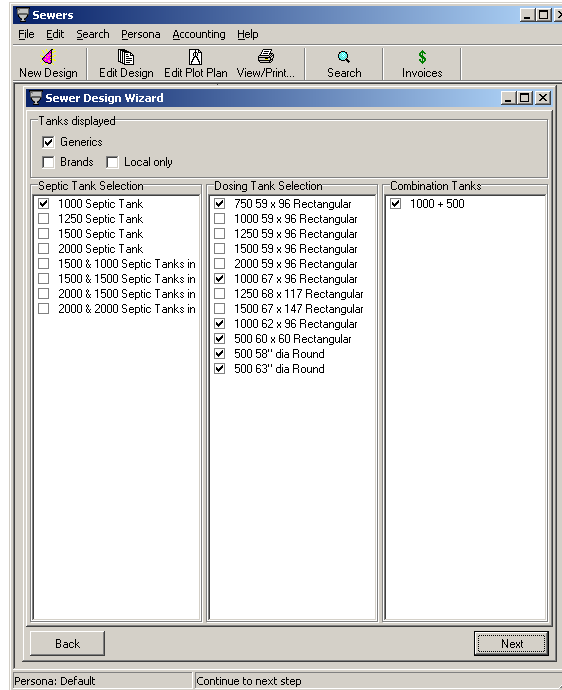 Sewers
File Edit Search Persona Accounting Help
New Design Edit Design Edit Plot Plan View/Print... Search Invoices
Sewer Design Wizard
Tanks displayed
Generics
Brands Local only
Septic Tank Selection
1000 Septic Tank
1250 Septic Tank
1500 Septic Tank
2000 Septic Tank
1500 & 1000 Septic Tanks in
1500 & 1500 Septic Tanks in
2000 & 1500 Septic Tanks in
2000 & 2000 Septic Tanks in
Dosing Tank Selection
750 59 x 96 Rectangular
1000 59 x 96 Rectangular
1250 59 x 96 Rectangular
1500 59 x 96 Rectangular
2000 59 x 96 Rectangular
1000 67 x 96 Rectangular
1250 68 x 117 Rectangular
1500 67 x 147 Rectangular
1000 62 x 96 Rectangular
500 60 x 60 Rectangular
500 58'' dia Round
500 63'' dia Round
Combination Tanks
1000 + 500
Back Next
Persona: Default Continue to next step